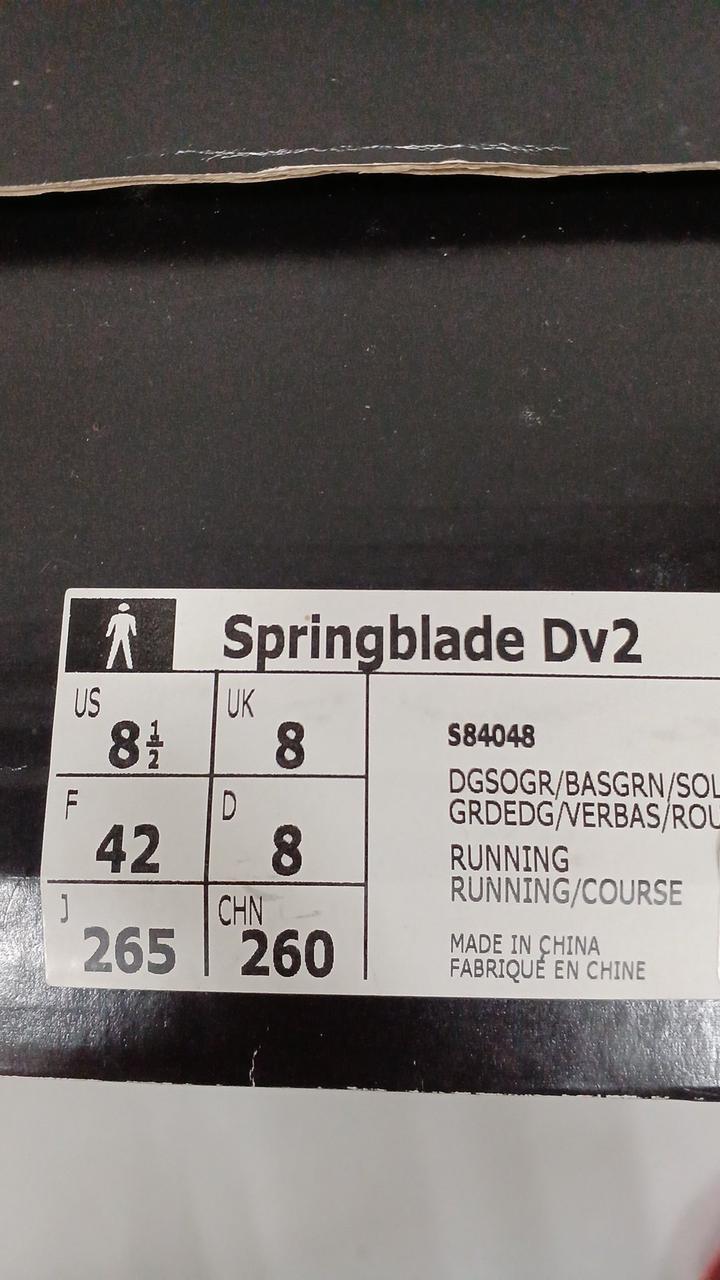 Springblade Dv2
US
8½
UK
8
F
42
D
8
J
265
CHN
260
S84048
DGSOGR/BASGRN/SOL
GRDEDG/VERBAS/ROU
RUNNING
RUNNING/COURSE
MADE IN CHINA
FABRIQUÉ EN CHINE